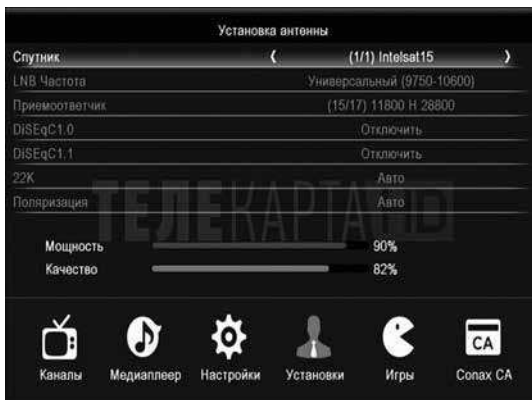 Установка антенны
Спутник ( (1/1) Intelsat15 )
LNB Частота Универсальный (9750-10600)
Приемоответчик (15/17) 11800 H 28800
DiSEqC1.0 Отключить
DiSEqC1.1 Отключить
22K Авто
Поляризация Авто
ТЕЛЕКАРТА HD
Мощность 90%
Качество 82%
Каналы Медиаплеер Настройки Установки Игры CA Conax CA